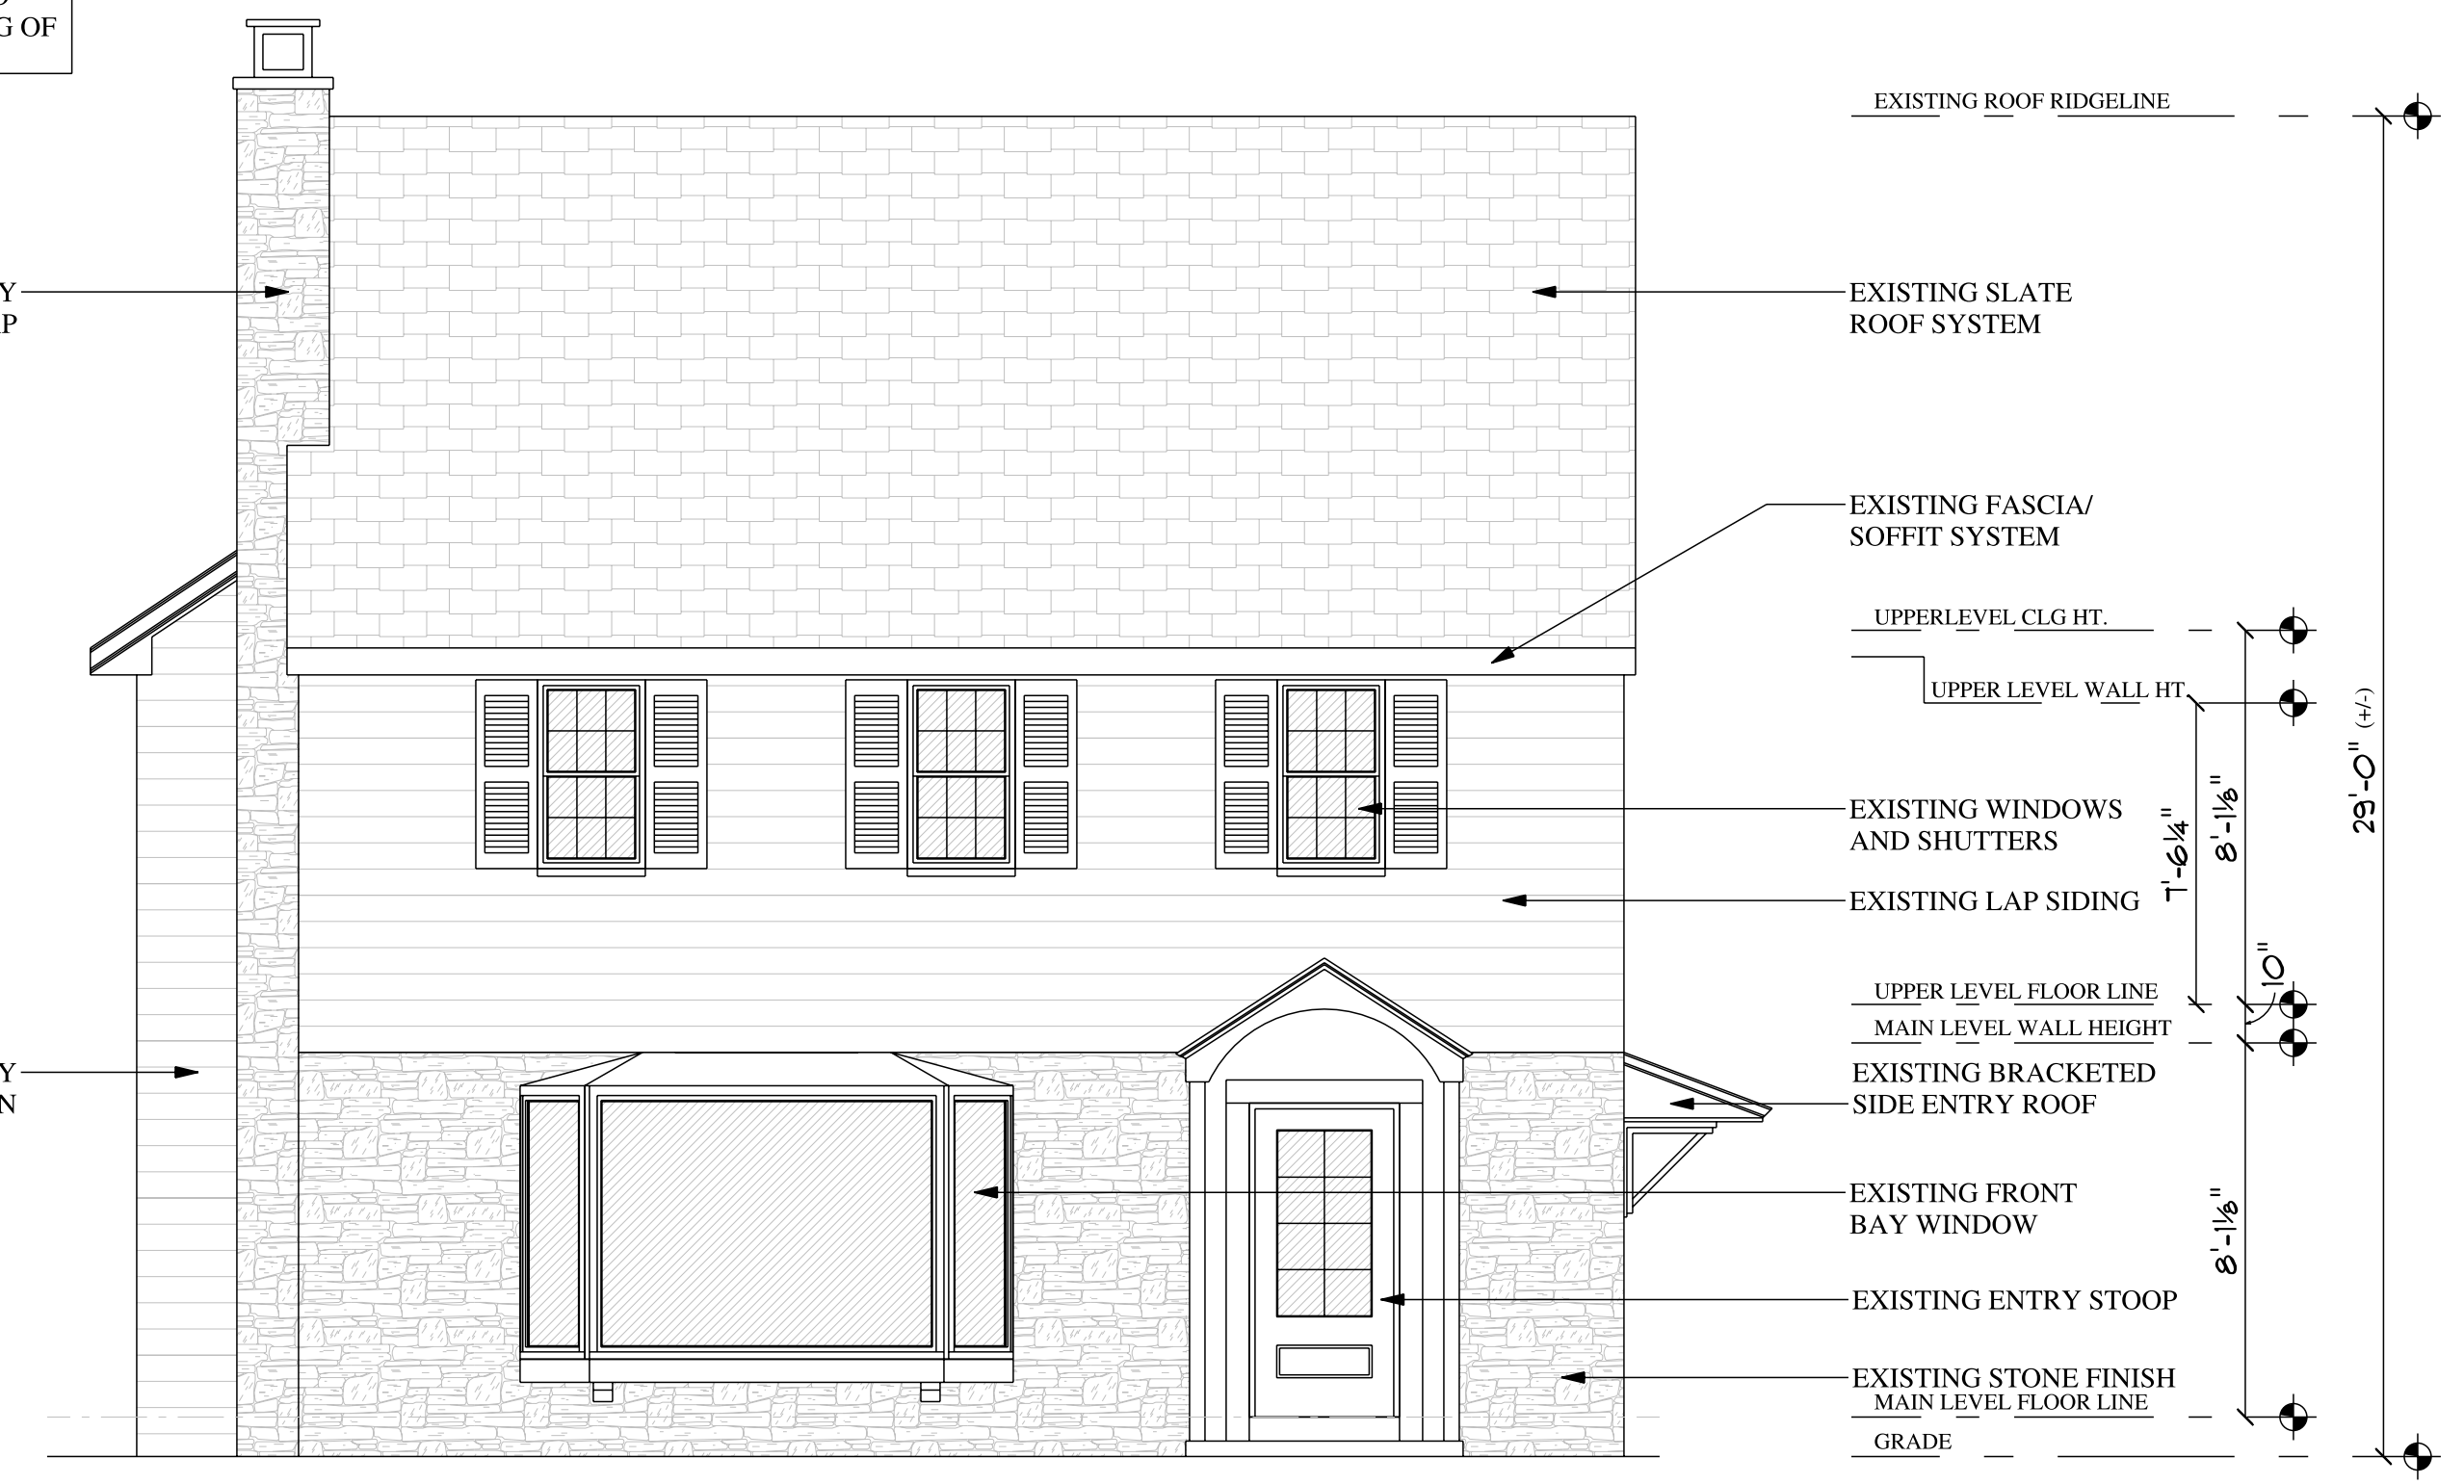 G OF
EXISTING ROOF RIDGELINE
Y
EXISTING SLATE
ROOF SYSTEM
EXISTING FASCIA/
SOFFIT SYSTEM
UPPERLEVEL CLG HT.
UPPER LEVEL WALL HT.
29'-0" (+/-)
EXISTING WINDOWS
AND SHUTTERS
7'-6¼"
8'-1⅛"
EXISTING LAP SIDING
10"
UPPER LEVEL FLOOR LINE
MAIN LEVEL WALL HEIGHT
Y
N
EXISTING BRACKETED
SIDE ENTRY ROOF
EXISTING FRONT
BAY WINDOW
8'-1⅛"
EXISTING ENTRY STOOP
EXISTING STONE FINISH
MAIN LEVEL FLOOR LINE
GRADE